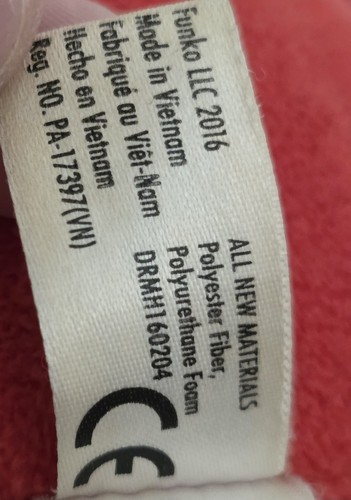 Funko LLC 2016
Made in Vietnam
Fabriqué au Viêt-Nam
Hecho en Vietnam
Reg. NO. PA-17397(VN)
ALL NEW MATERIALS
Polyester Fiber,
Polyurethane Foam
DRMH160204
CE